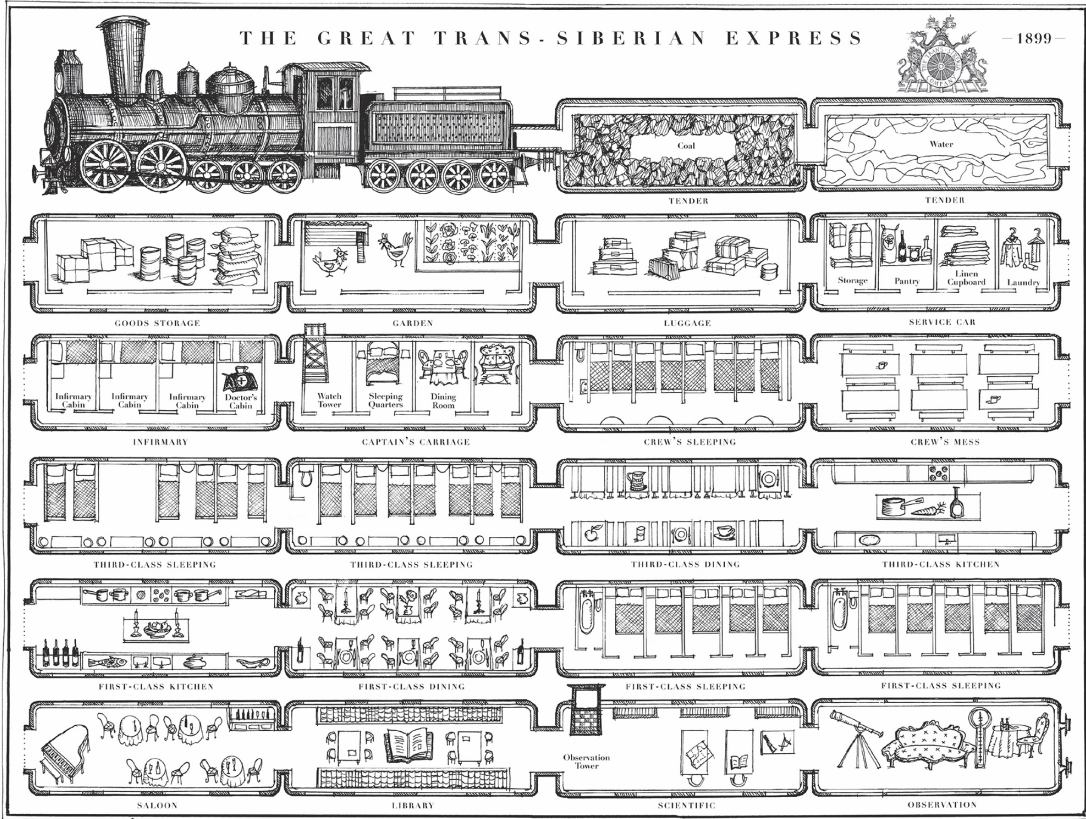 THE GREAT TRANS-SIBERIAN EXPRESS
—1899—
Coal
Water
TENDER
TENDER
Storage
Pantry
Linen
Cupboard
Laundry
GOODS STORAGE
GARDEN
LUGGAGE
SERVICE CAR
Infirmary
Cabin
Infirmary
Cabin
Infirmary
Cabin
Doctor's
Cabin
Watch
Tower
Sleeping
Quarters
Dining
Room
INFIRMARY
CAPTAIN'S CARRIAGE
CREW'S SLEEPING
CREW'S MESS
THIRD-CLASS SLEEPING
THIRD-CLASS SLEEPING
THIRD-CLASS DINING
THIRD-CLASS KITCHEN
FIRST-CLASS KITCHEN
FIRST-CLASS DINING
FIRST-CLASS SLEEPING
FIRST-CLASS SLEEPING
Observation
Tower
SALOON
LIBRARY
SCIENTIFIC
OBSERVATION